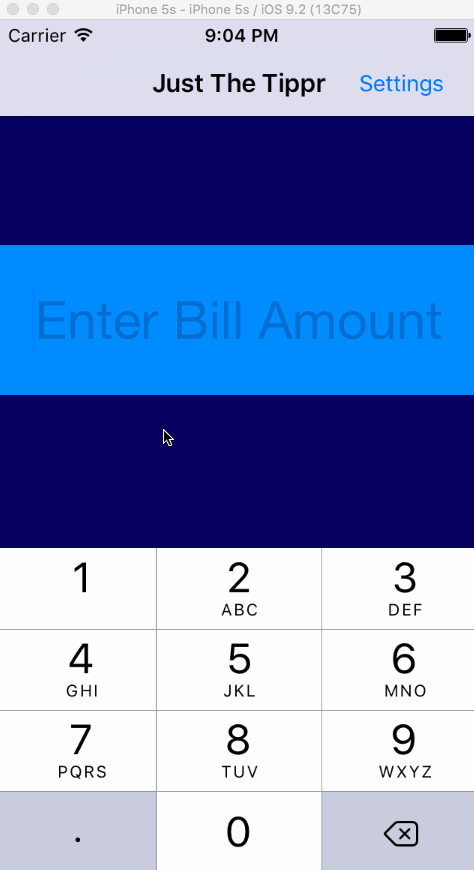 iPhone 5s - iPhone 5s / iOS 9.2 (13C75)
Carrier 9:04 PM
Just The Tippr Settings
Enter Bill Amount
1 2 3
ABC DEF
4 5 6
GHI JKL MNO
7 8 9
PQRS TUV WXYZ
. 0